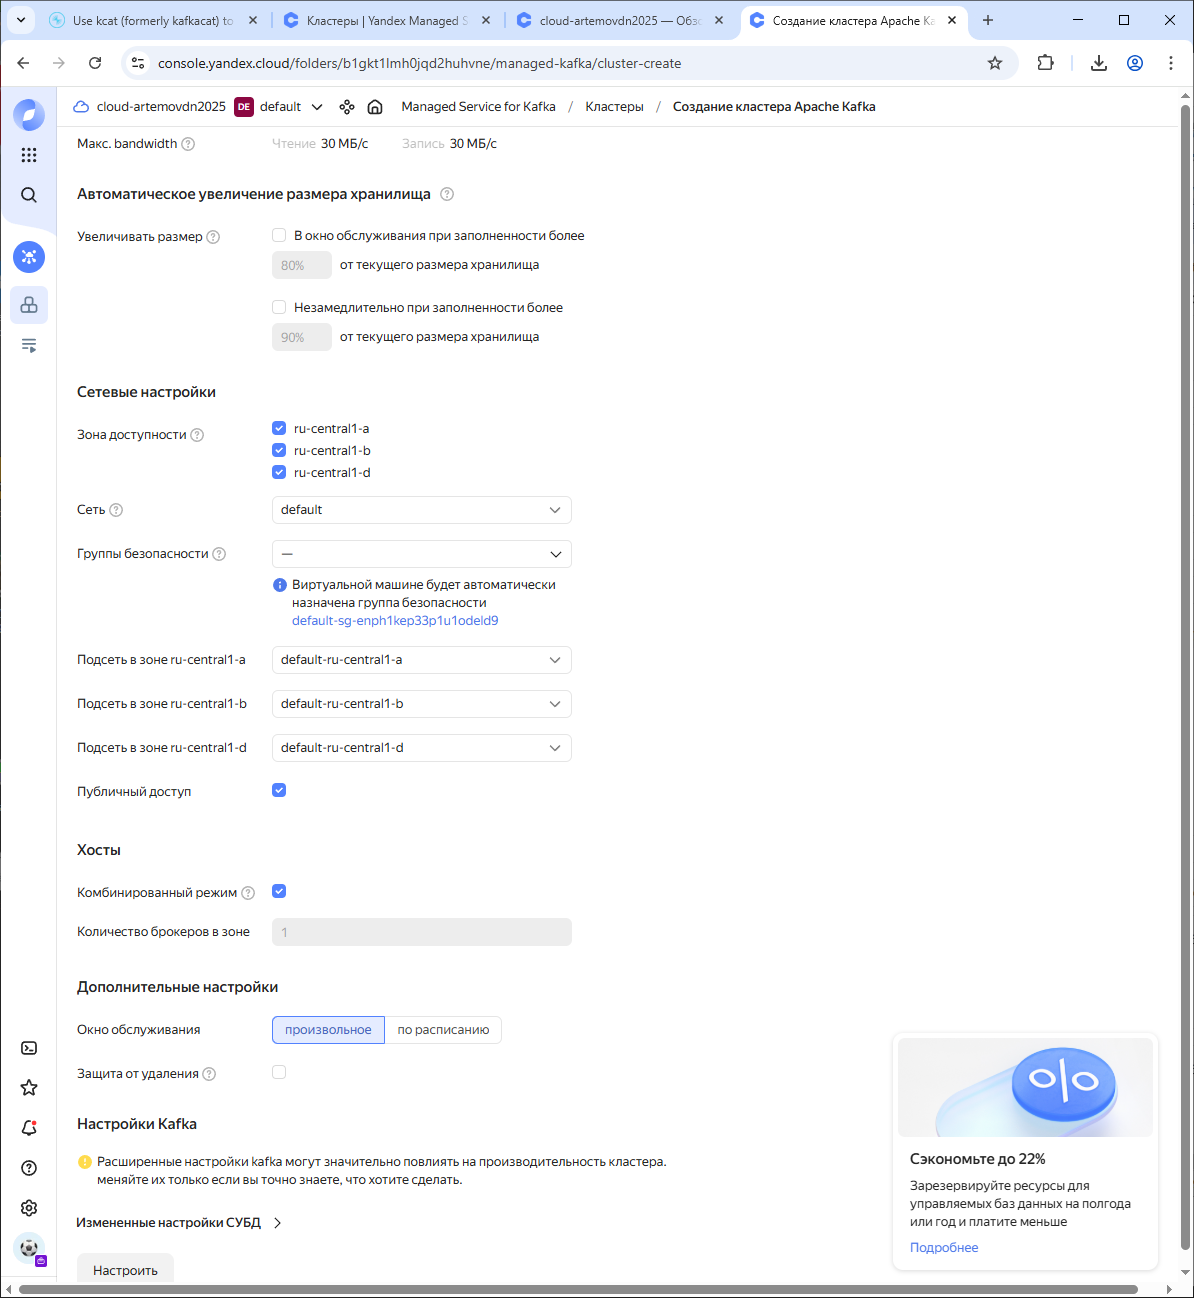 Use kcat (formerly kafkacat) to
Кластеры | Yandex Managed S
cloud-artemovdn2025 — Обзо
Создание кластера Apache Ka
console.yandex.cloud/folders/b1gkt1lmh0jqd2huhvne/managed-kafka/cluster-create
cloud-artemovdn2025 DE default Managed Service for Kafka / Кластеры / Создание кластера Apache Kafka
Макс. bandwidth Чтение 30 МБ/с Запись 30 МБ/с
Автоматическое увеличение размера хранилища
Увеличивать размер В окно обслуживания при заполненности более
80% от текущего размера хранилища
Незамедлительно при заполненности более
90% от текущего размера хранилища
Сетевые настройки
Зона доступности ru-central1-a
ru-central1-b
ru-central1-d
Сеть default
Группы безопасности —
Виртуальной машине будет автоматически
назначена группа безопасности
default-sg-enph1kep33p1u1odeld9
Подсеть в зоне ru-central1-a default-ru-central1-a
Подсеть в зоне ru-central1-b default-ru-central1-b
Подсеть в зоне ru-central1-d default-ru-central1-d
Публичный доступ
Хосты
Комбинированный режим
Количество брокеров в зоне 1
Дополнительные настройки
Окно обслуживания произвольное по расписанию
Защита от удаления
Настройки Kafka
Расширенные настройки kafka могут значительно повлиять на производительность кластера.
меняйте их только если вы точно знаете, что хотите сделать.
Измененные настройки СУБД
Настроить
%
Сэкономьте до 22%
Зарезервируйте ресурсы для
управляемых баз данных на полгода
или год и платите меньше
Подробнее